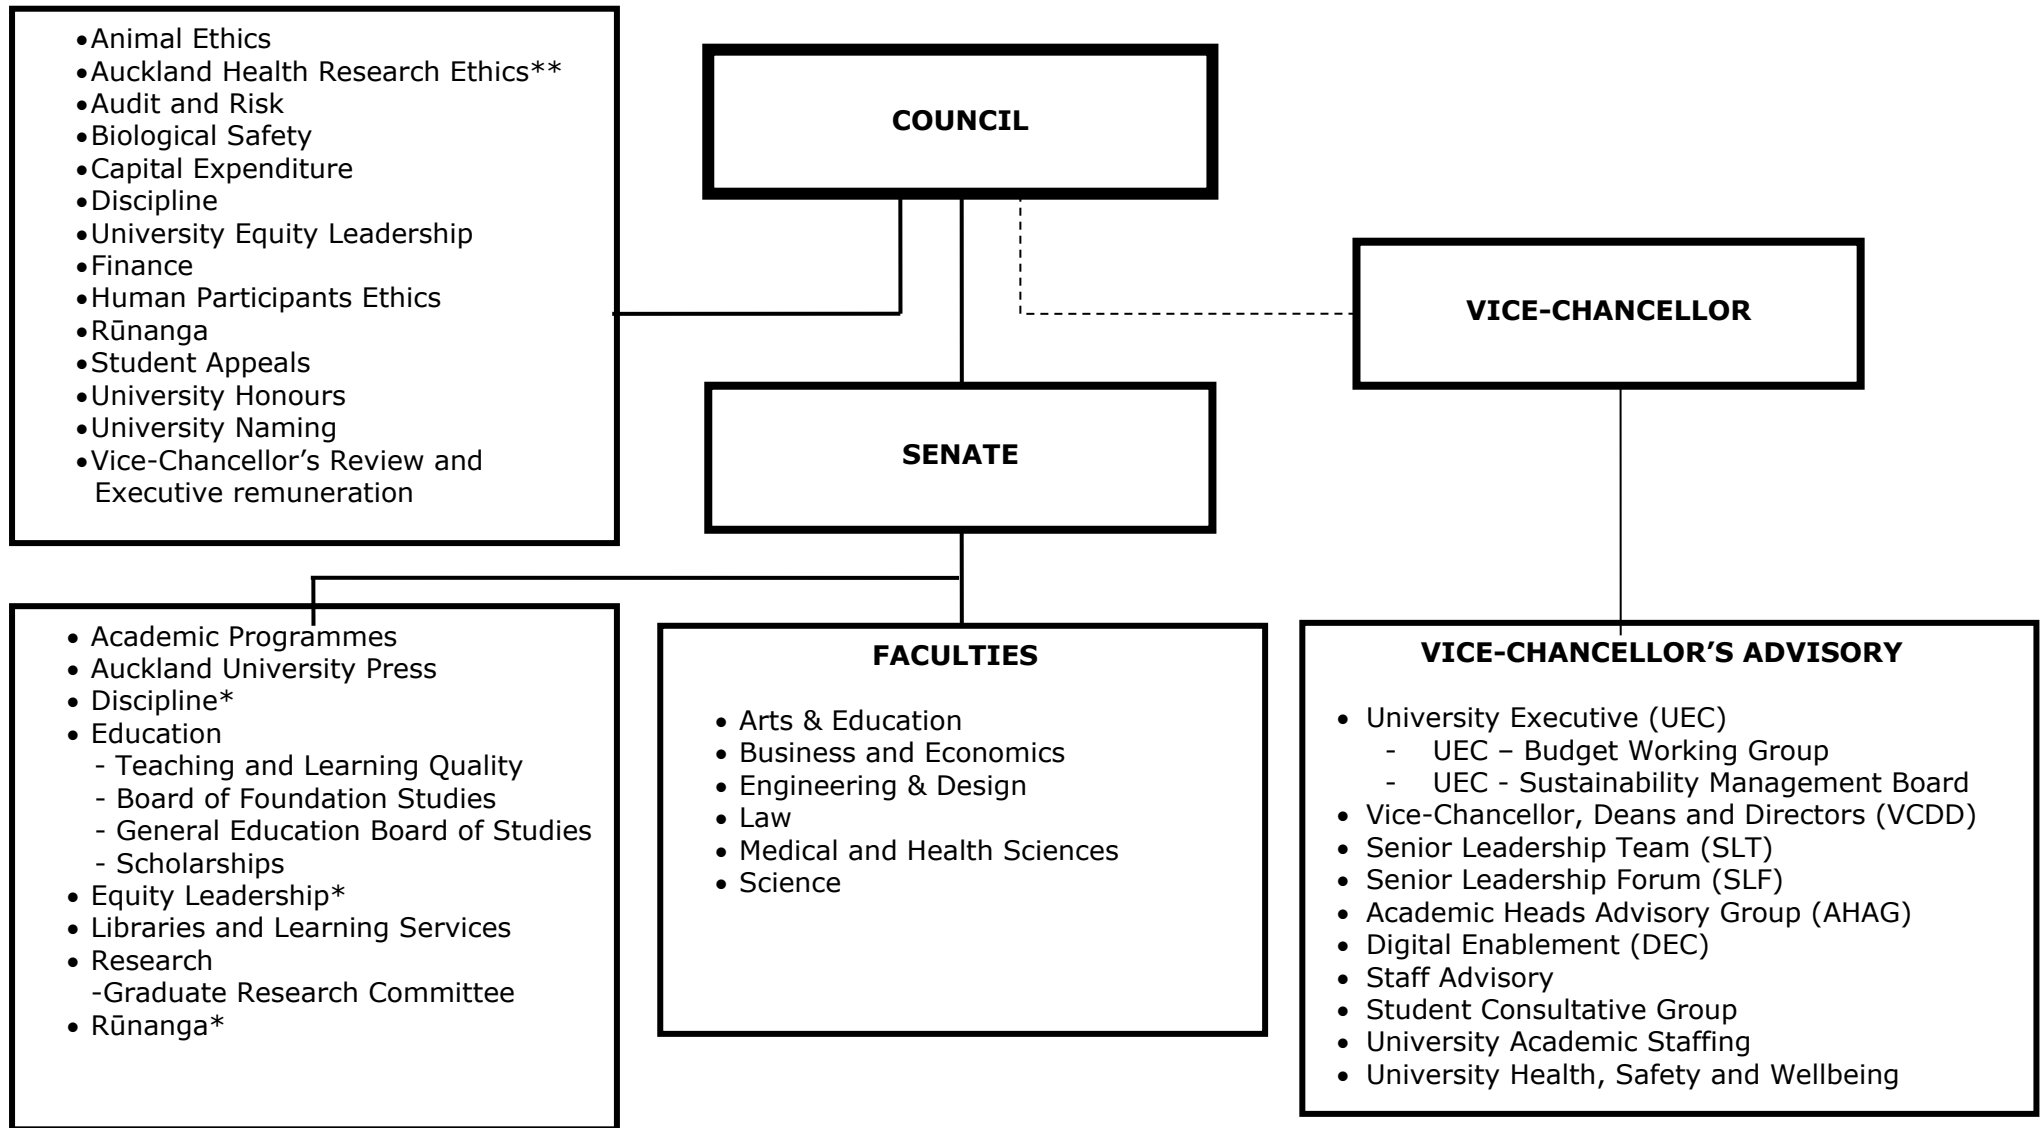 •Animal Ethics
•Auckland Health Research Ethics**
•Audit and Risk
•Biological Safety
•Capital Expenditure
•Discipline
•University Equity Leadership
•Finance
•Human Participants Ethics
•Rūnanga
•Student Appeals
•University Honours
•University Naming
•Vice-Chancellor’s Review and
Executive remuneration
COUNCIL
VICE-CHANCELLOR
SENATE
• Academic Programmes
• Auckland University Press
• Discipline*
• Education
- Teaching and Learning Quality
- Board of Foundation Studies
- General Education Board of Studies
- Scholarships
• Equity Leadership*
• Libraries and Learning Services
• Research
-Graduate Research Committee
• Rūnanga*
FACULTIES
• Arts & Education
• Business and Economics
• Engineering & Design
• Law
• Medical and Health Sciences
• Science
VICE-CHANCELLOR’S ADVISORY
• University Executive (UEC)
- UEC – Budget Working Group
- UEC - Sustainability Management Board
• Vice-Chancellor, Deans and Directors (VCDD)
• Senior Leadership Team (SLT)
• Senior Leadership Forum (SLF)
• Academic Heads Advisory Group (AHAG)
• Digital Enablement (DEC)
• Staff Advisory
• Student Consultative Group
• University Academic Staffing
• University Health, Safety and Wellbeing